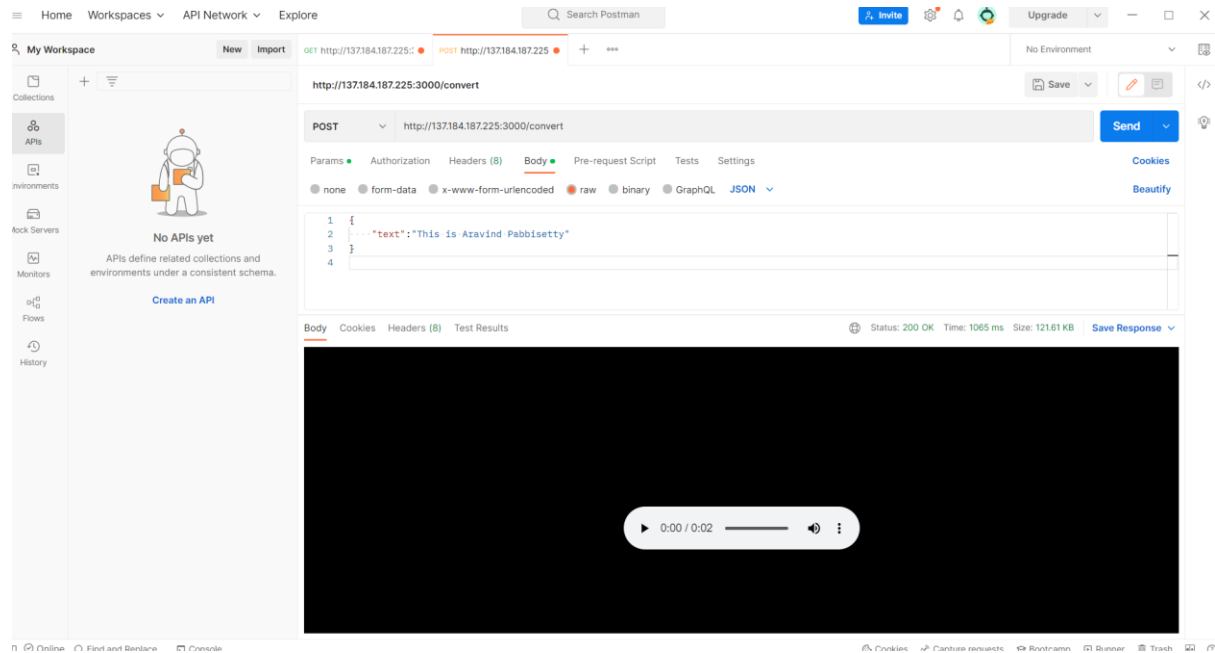 Home Workspaces API Network Explore Search Postman Invite Upgrade
My Workspace New Import GET http://137.184.187.225:: POST http://137.184.187.225 No Environment
Collections
APIs
nvironments
Mock Servers
Monitors
Flows
History
No APIs yet
APIs define related collections and
environments under a consistent schema.
Create an API
http://137.184.187.225:3000/convert Save
POST http://137.184.187.225:3000/convert Send
Params Authorization Headers (8) Body Pre-request Script Tests Settings Cookies
none form-data x-www-form-urlencoded raw binary GraphQL JSON Beautify
1 {
2 "text":"This is Aravind Pabbisetty"
3 }
4
Body Cookies Headers (8) Test Results Status: 200 OK Time: 1065 ms Size: 121.61 KB Save Response
0:00 / 0:02
Online Find and Replace Console Cookies Capture requests Bootcamp Runner Trash